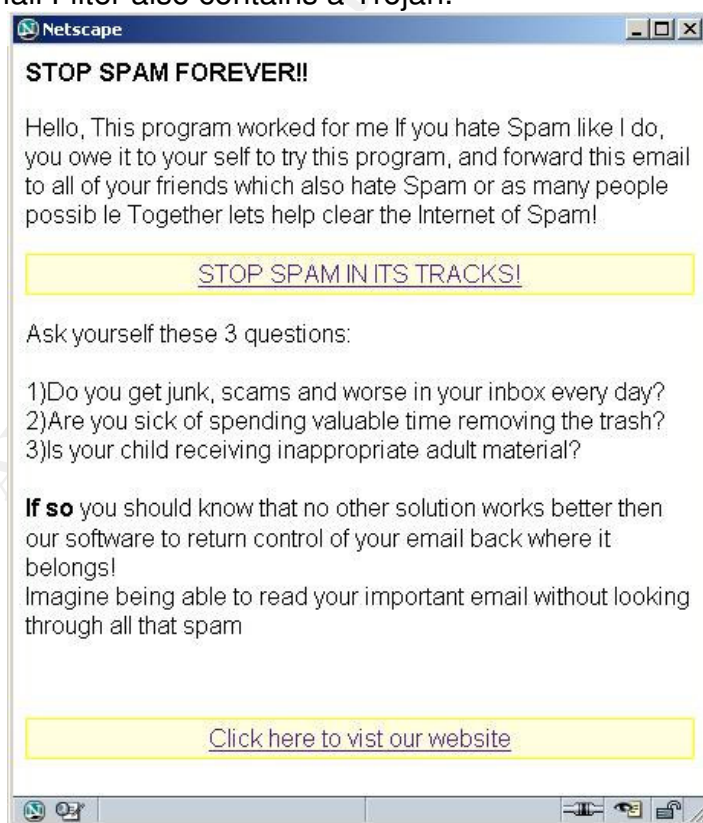 also contains a Trojan.
Netscape
STOP SPAM FOREVER!!
Hello, This program worked for me If you hate Spam like I do,
you owe it to your self to try this program, and forward this email
to all of your friends which also hate Spam or as many people
possib le Together lets help clear the Internet of Spam!
STOP SPAM IN ITS TRACKS!
Ask yourself these 3 questions:
1)Do you get junk, scams and worse in your inbox every day?
2)Are you sick of spending valuable time removing the trash?
3)Is your child receiving inappropriate adult material?
If so you should know that no other solution works better then
our software to return control of your email back where it
belongs!
Imagine being able to read your important email without looking
through all that spam
Click here to vist our website